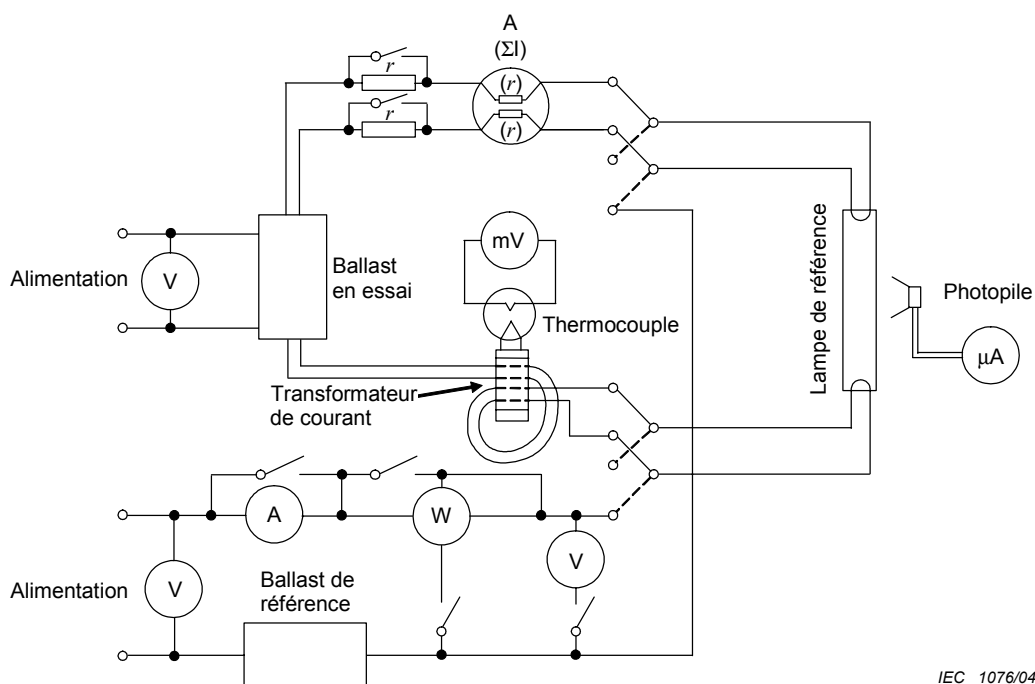 A
(ΣI)
r
(r)
r
(r)
mV
Alimentation
V
Ballast
en essai
Thermocouple
Lampe de référence
Photopile
μA
Transformateur
de courant
A
W
V
Alimentation
V
Ballast de
référence
IEC 1076/04